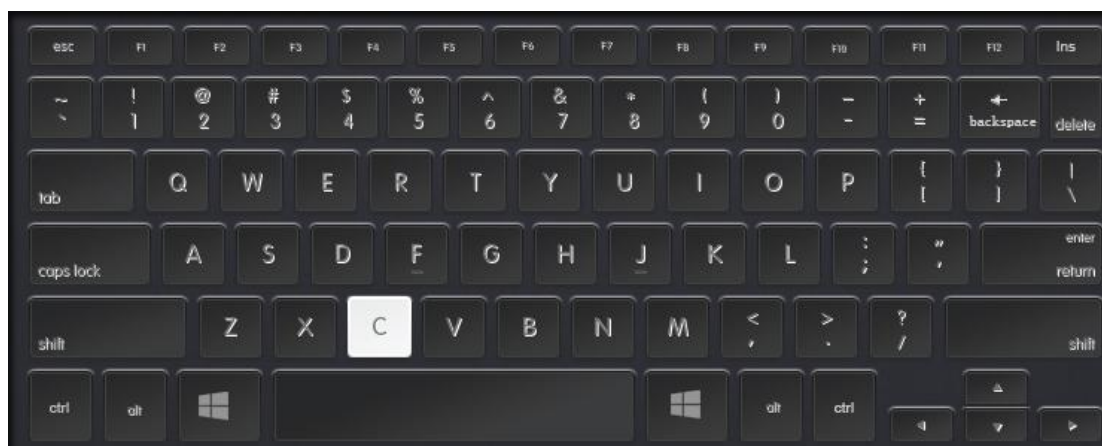 esc F1 F2 F3 F4 F5 F6 F7 F8 F9 F10 F11 F12 Ins
~ ! @ # $ % ^ & * ( ) – + ←
` 1 2 3 4 5 6 7 8 9 0 - = backspace delete
tab Q W E R T Y U I O P { } |
[ ] \
caps lock A S D F G H J K L : " enter
; ' return
shift Z X C V B N M < > ? shift
, . /
ctrl alt alt ctrl